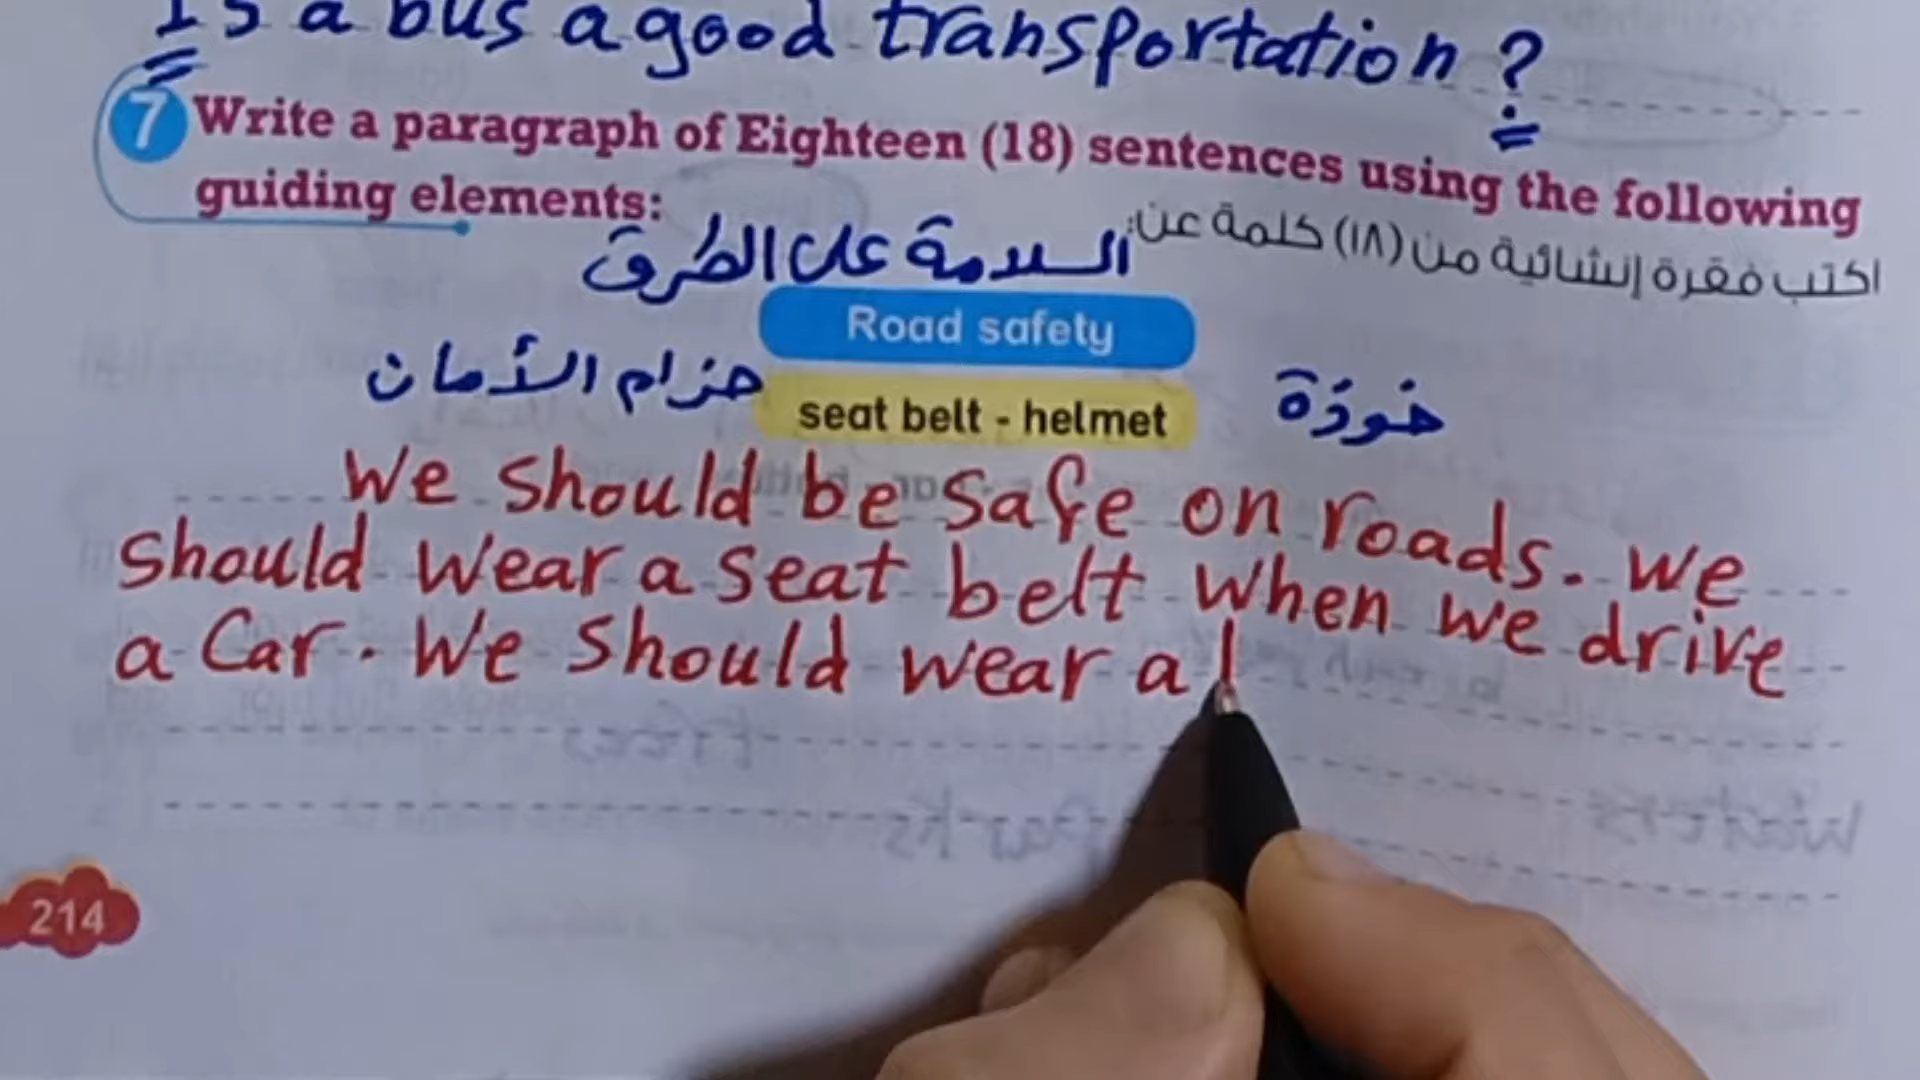 Is a bus a good transportation ?
7 Write a paragraph of Eighteen (18) sentences using the following
guiding elements:
اكتب فقرة إنشائية من (١٨) كلمة عن:
السلامة على الطرق
Road safety
حزام الأمان
seat belt - helmet
خوذة
We should be safe on roads. We
should wear a seat belt when we drive
a car. We should wear a
214